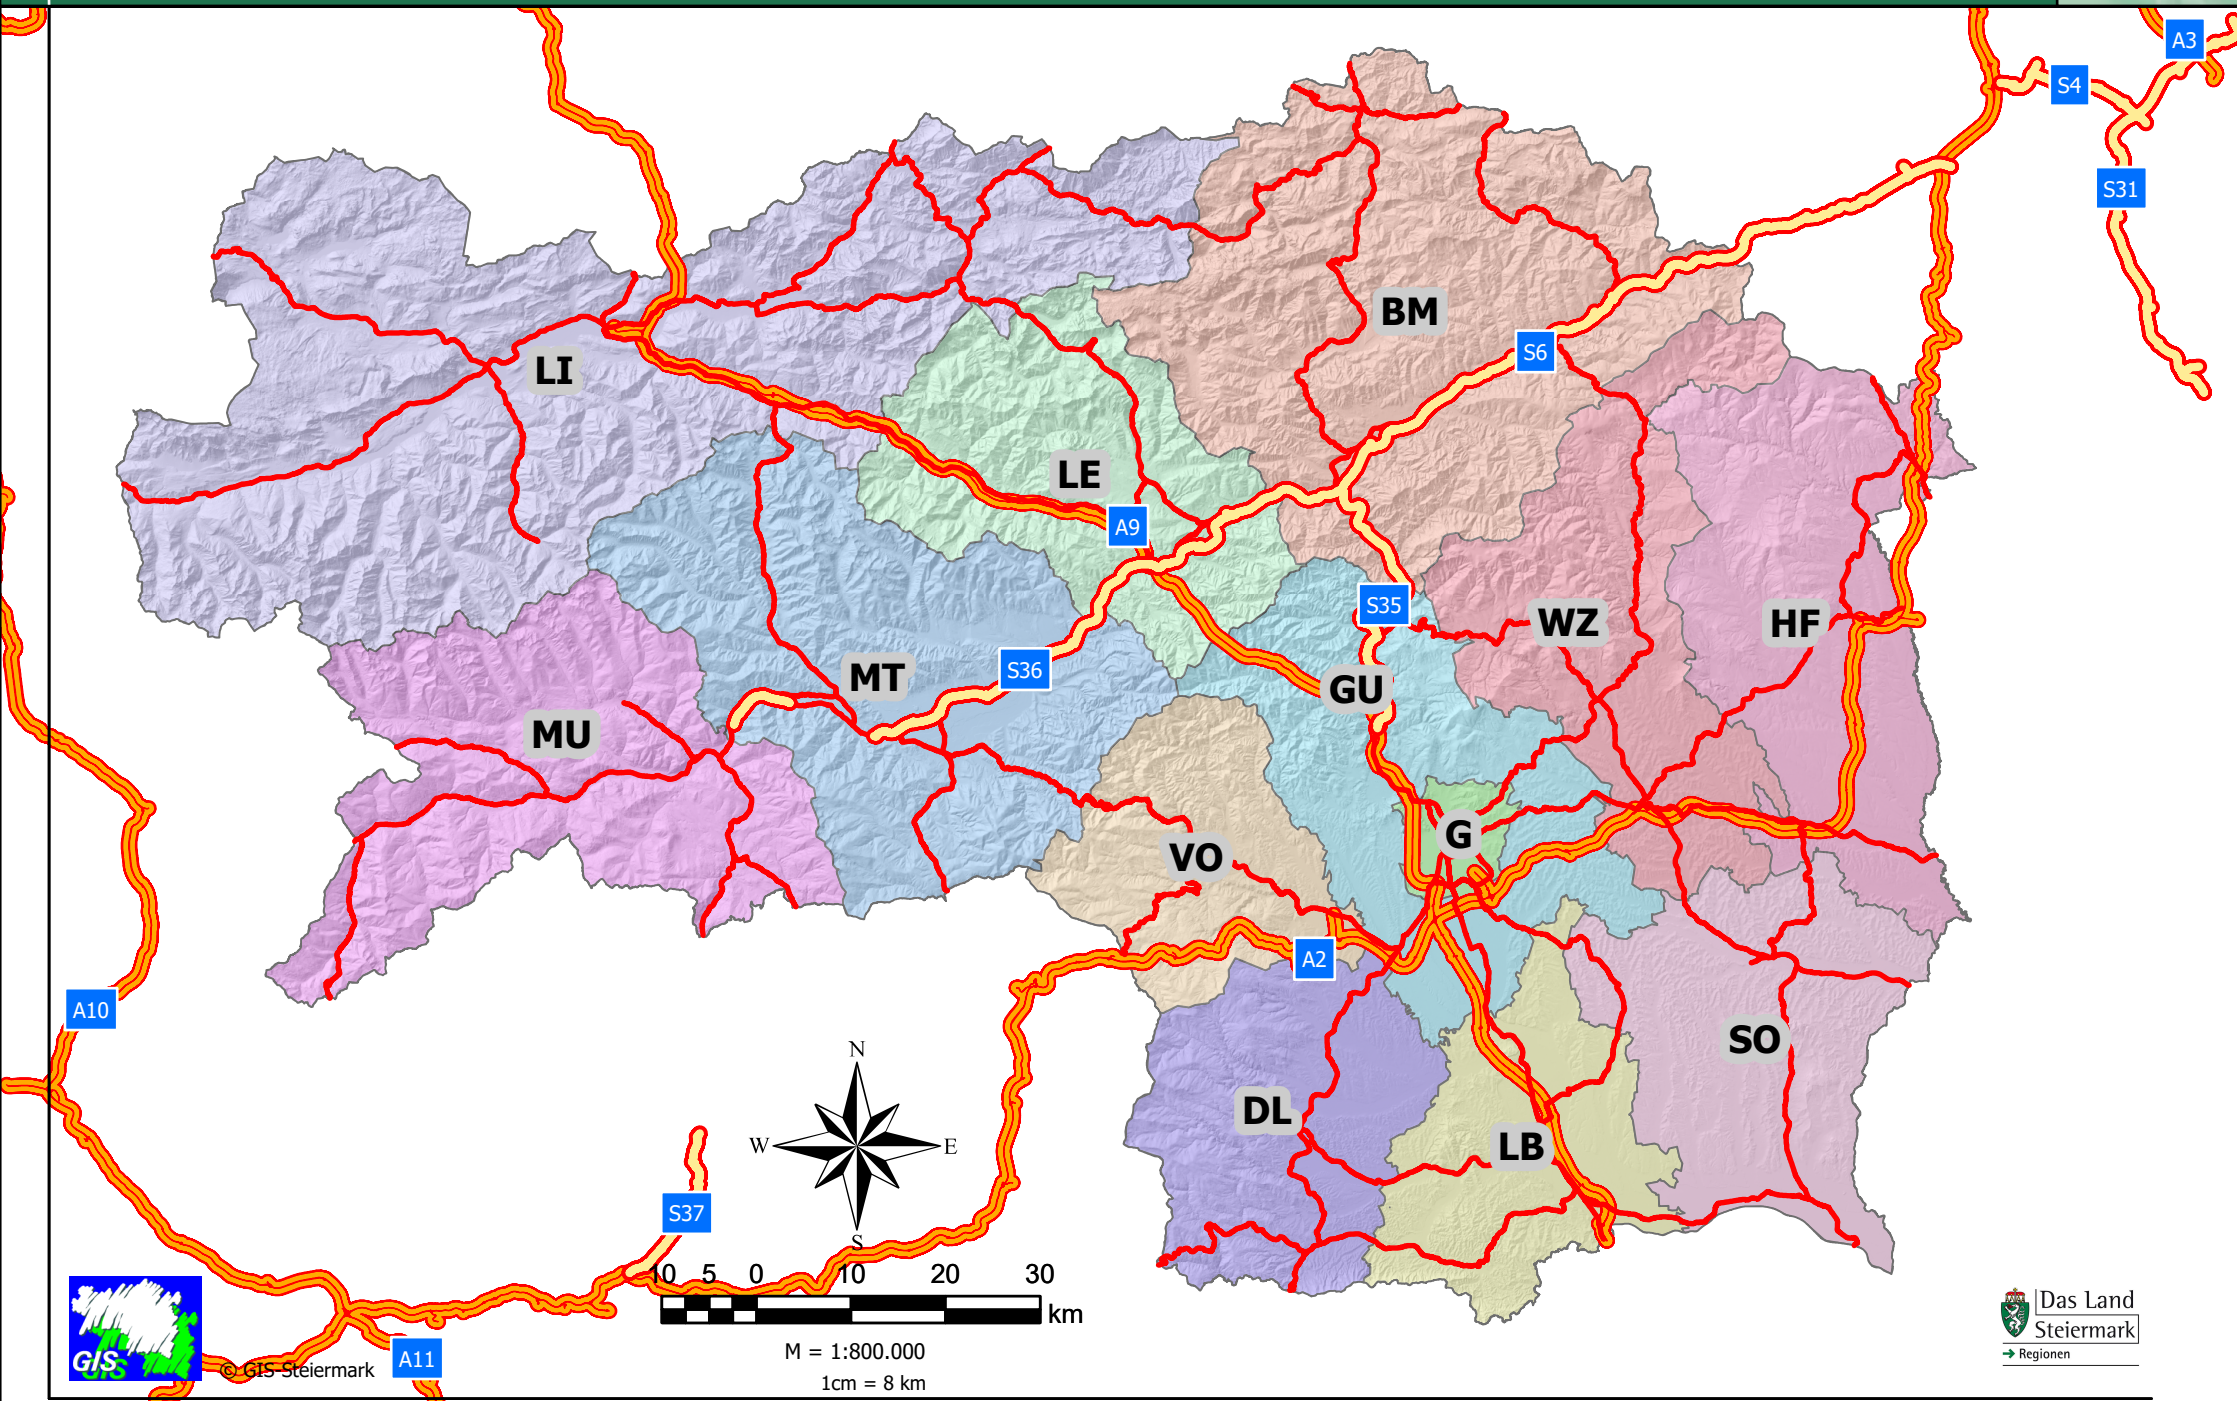 A3
S4
S31
BM
S6
LI
LE
A9
S35
WZ
HF
S36
MT
GU
MU
G
VO
A2
A10
SO
DL
LB
N
W
E
S
S37
10 5 0 10 20 30
km
M = 1:800.000
1cm = 8 km
GIS
GIS
© GIS-Steiermark
A11
Das Land
Steiermark
→ Regionen